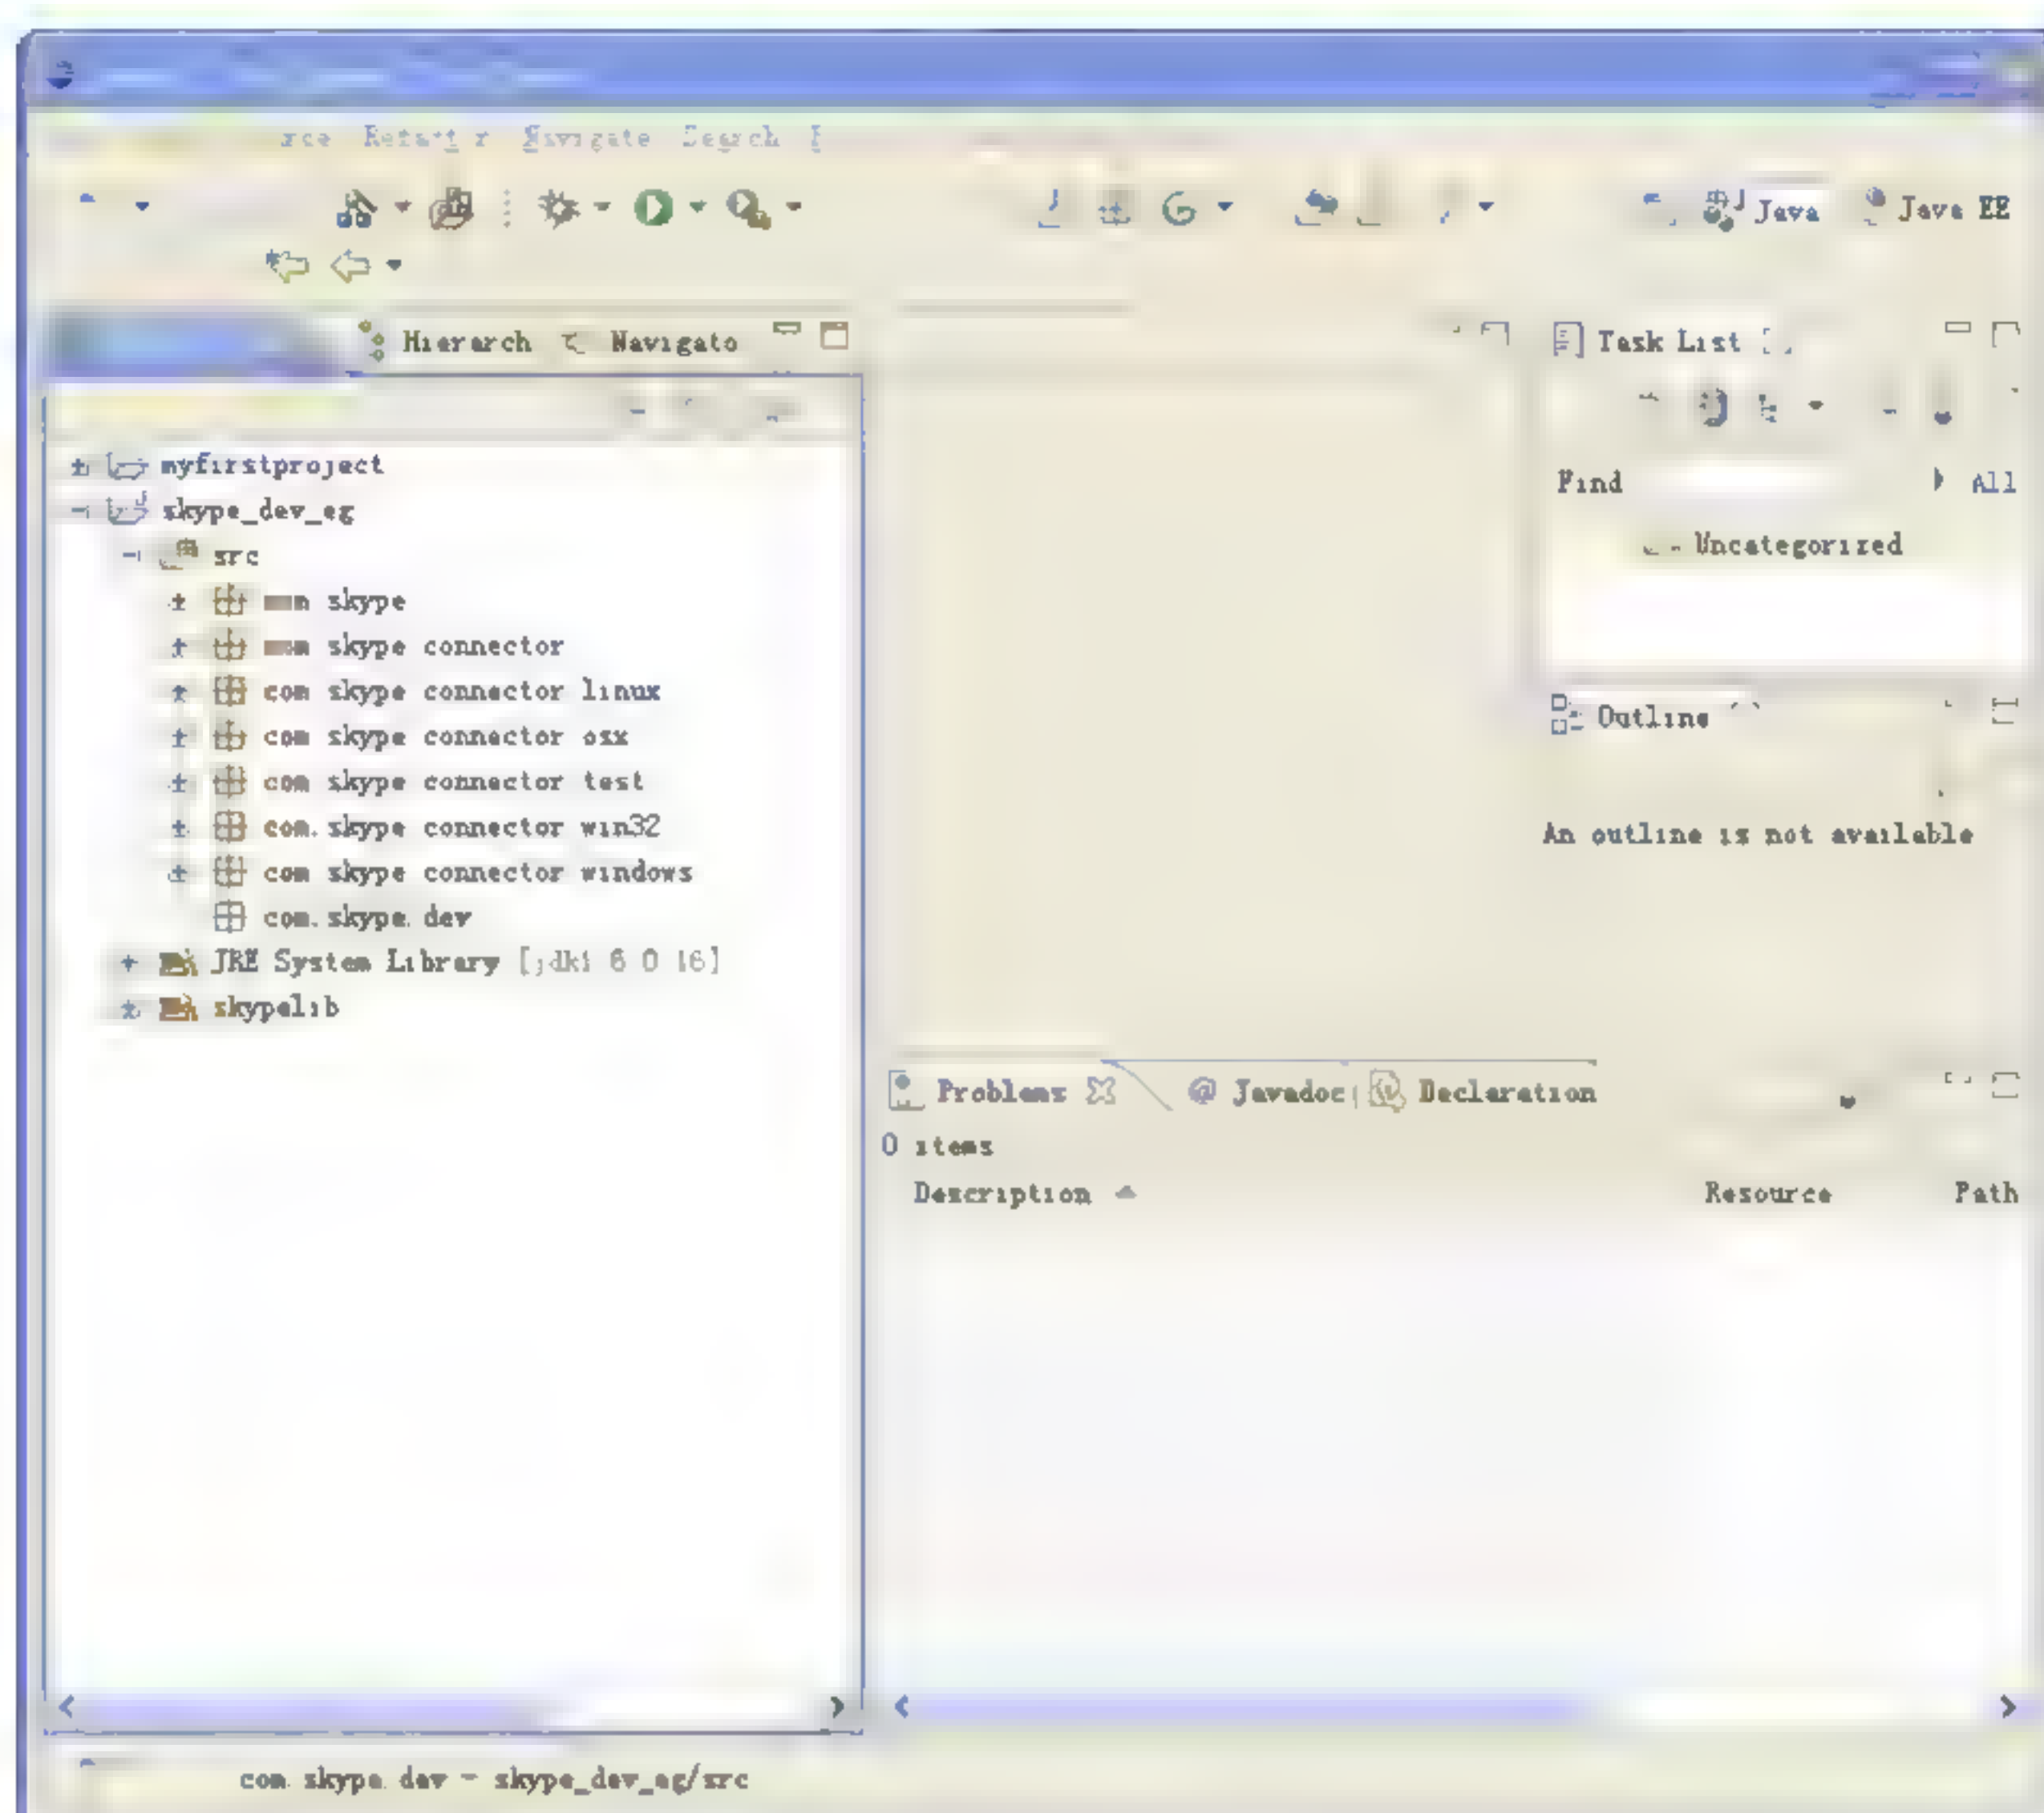 Navigate Search
Java Java EE
Hierarch Navigato
Task List
myfirstproject
skype_dev_eg
src
skype
skype connector
com skype connector linux
com skype connector osx
com skype connector test
com.skype connector win32
com skype connector windows
com.skype.dev
JRE System Library [jdk1 6 0 16]
skypelib
Find All
Uncategorized
Outline
An outline is not available
Problems @ Javadoc Declaration
0 items
Description Resource Path
com.skype.dev - skype_dev_eg/src